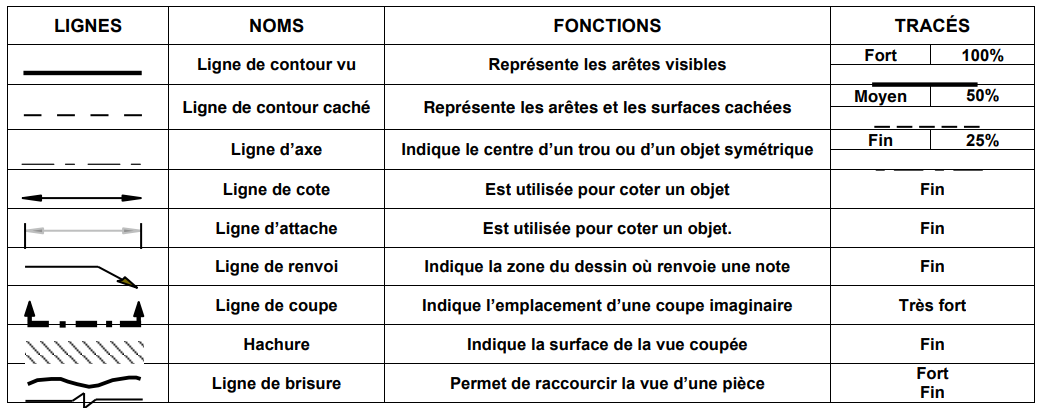 LIGNES NOMS FONCTIONS TRACÉS
Ligne de contour vu Représente les arêtes visibles Fort 100%
Ligne de contour caché Représente les arêtes et les surfaces cachées Moyen 50%
Ligne d’axe Indique le centre d’un trou ou d’un objet symétrique Fin 25%
Ligne de cote Est utilisée pour coter un objet Fin
Ligne d’attache Est utilisée pour coter un objet. Fin
Ligne de renvoi Indique la zone du dessin où renvoie une note Fin
Ligne de coupe Indique l’emplacement d’une coupe imaginaire Très fort
Hachure Indique la surface de la vue coupée Fin
Ligne de brisure Permet de raccourcir la vue d’une pièce Fort
Fin